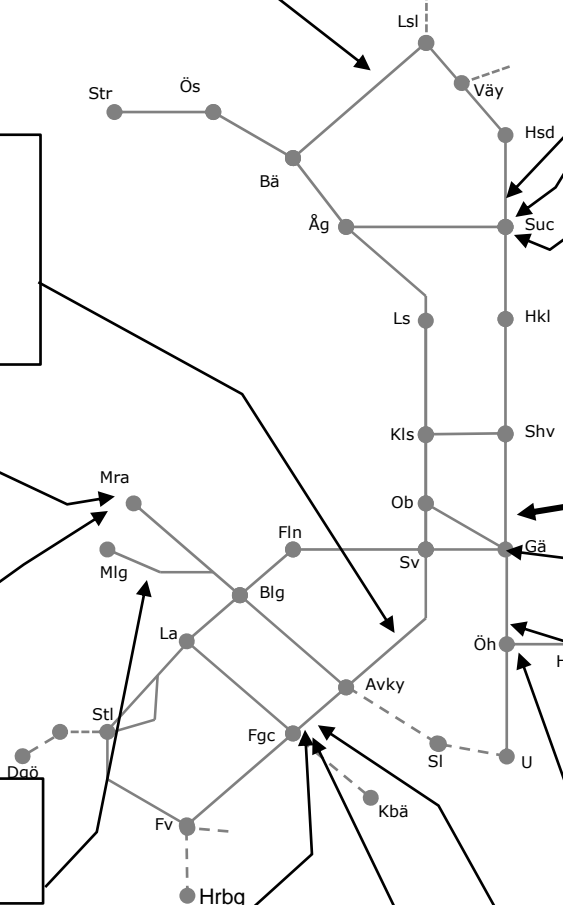 Lsl
Väy
Str
Ös
Hsd
Bä
Åg
Suc
Ls
Hkl
Kls
Shv
Mra
Ob
Fln
Sv
Gä
Mlg
Blg
La
Öh
Avky
Stl
Fgc
Sl
U
Dgö
Kbä
Fv
Hrbg